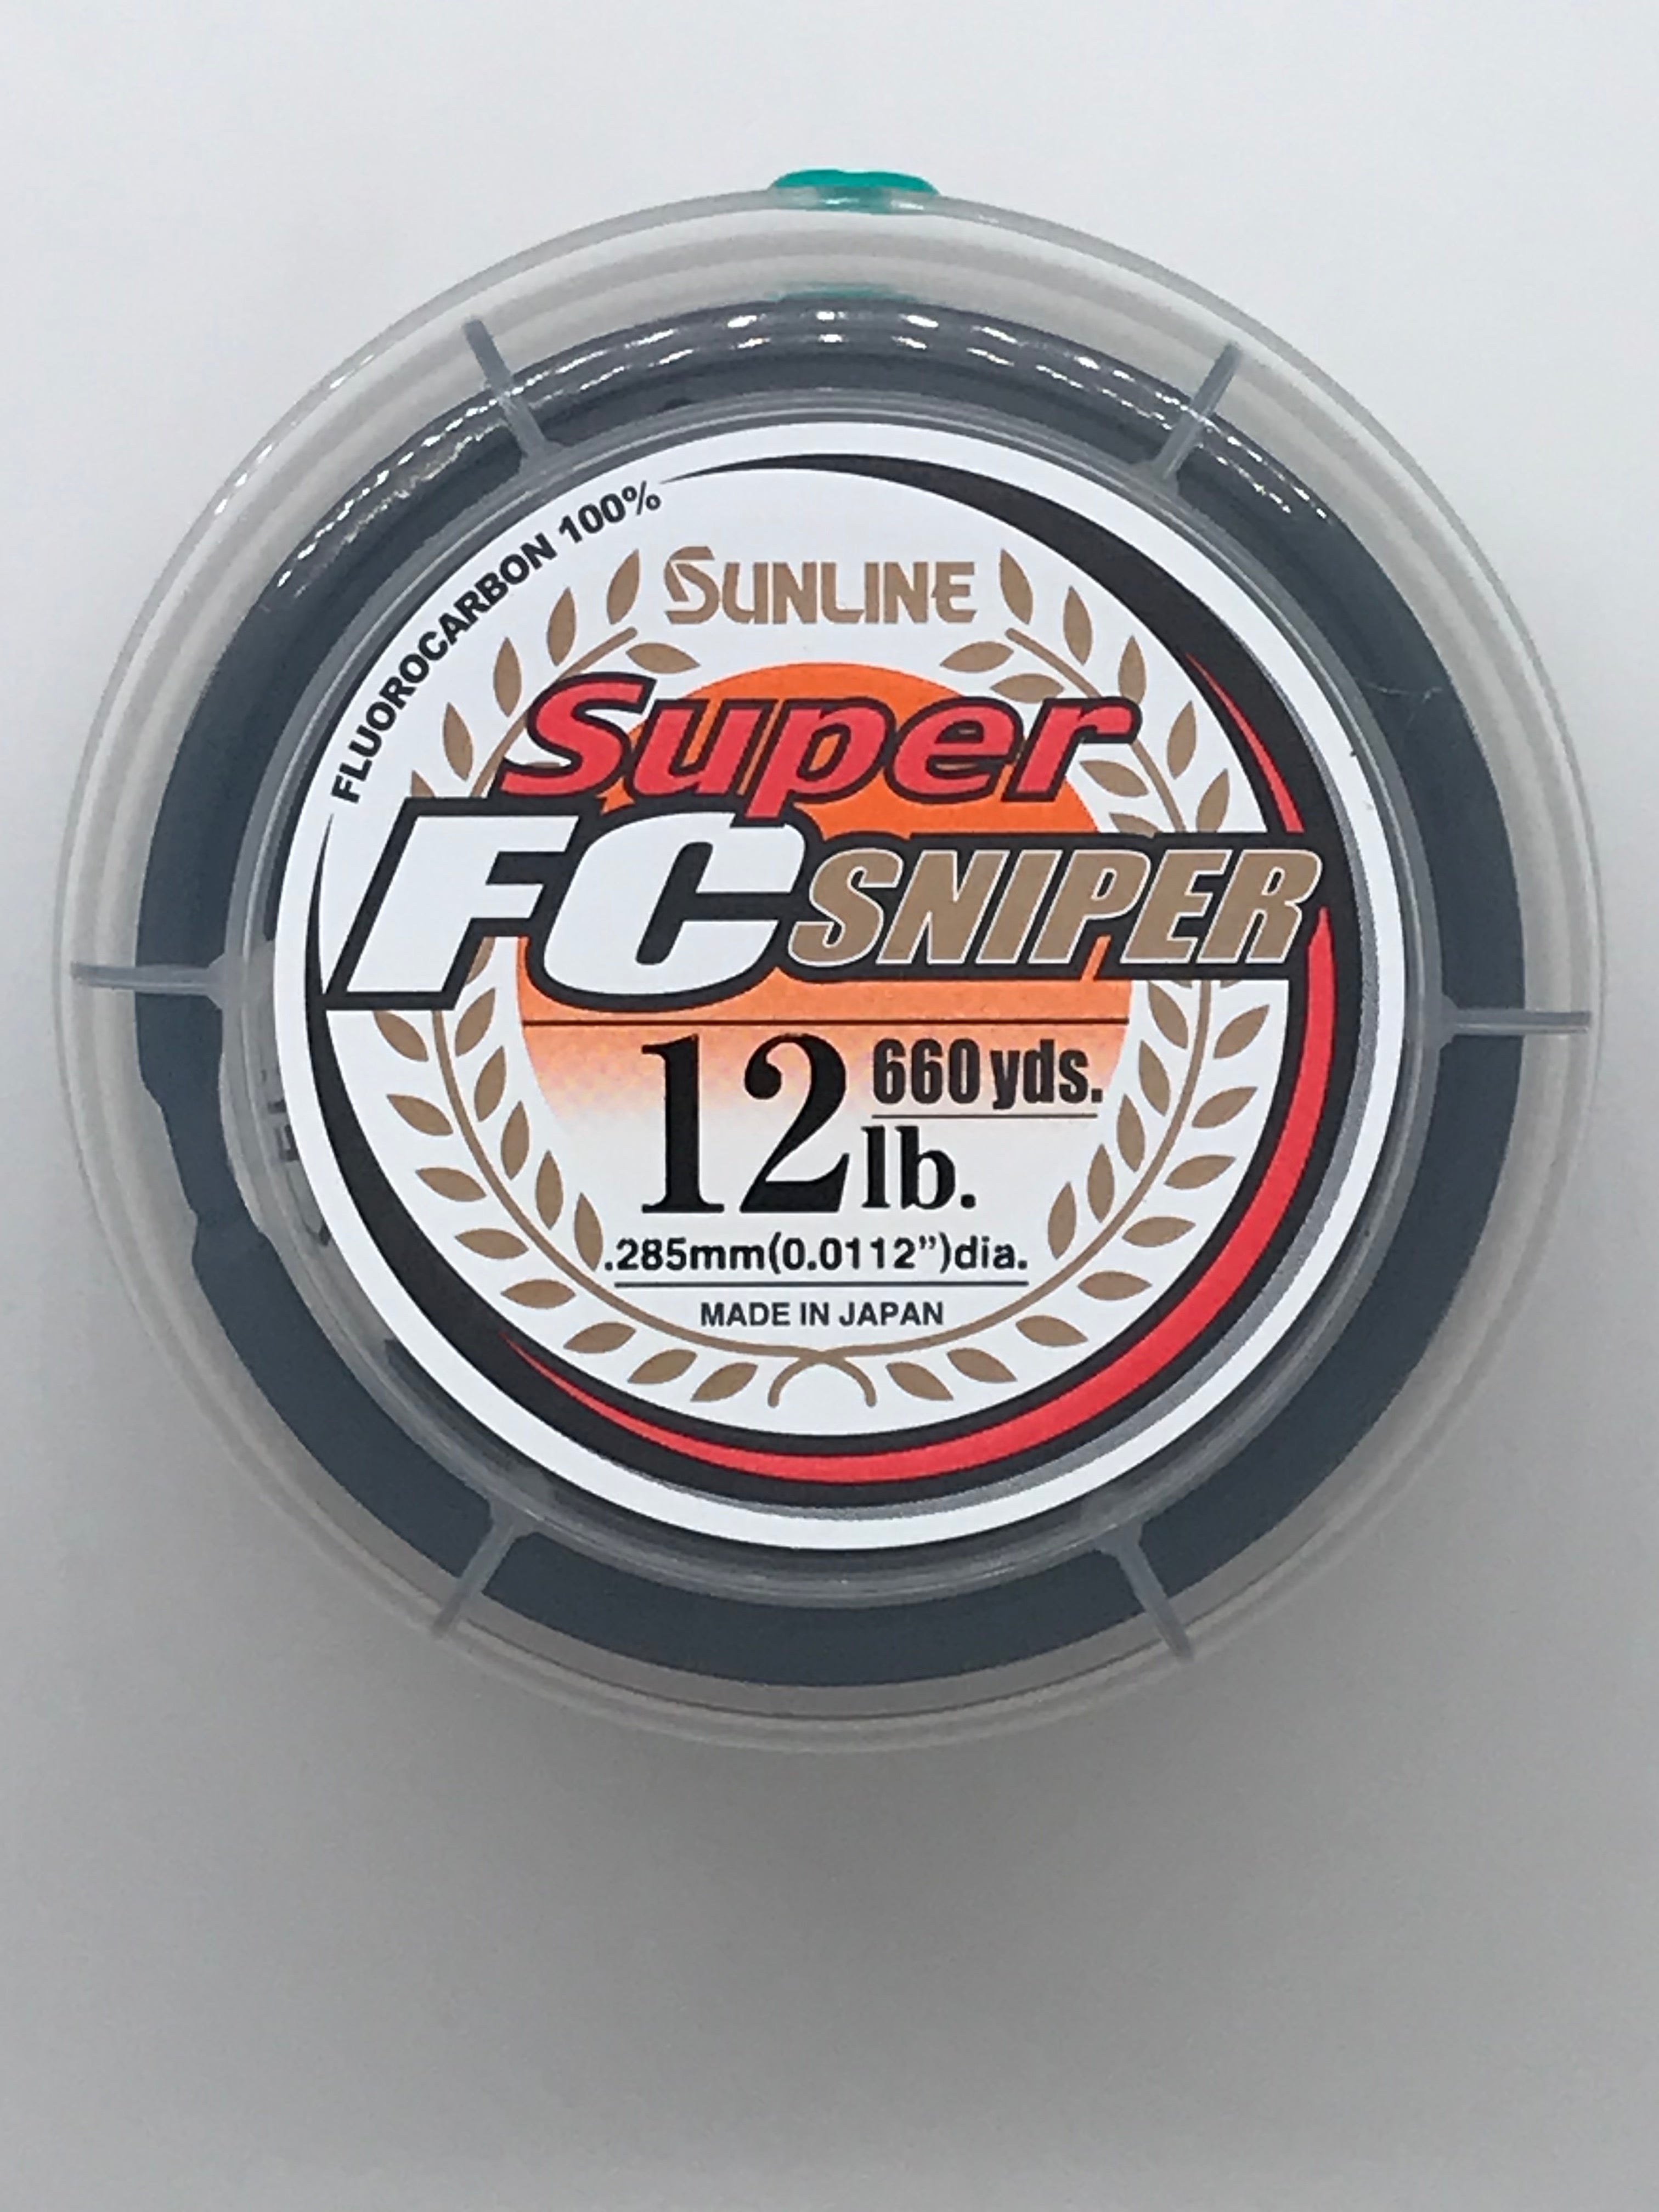 FLUOROCARBON 100%
SUNLINE
Super
FC SNIPER
12 lb. 660 yds.
.285mm(0.0112”)dia.
MADE IN JAPAN